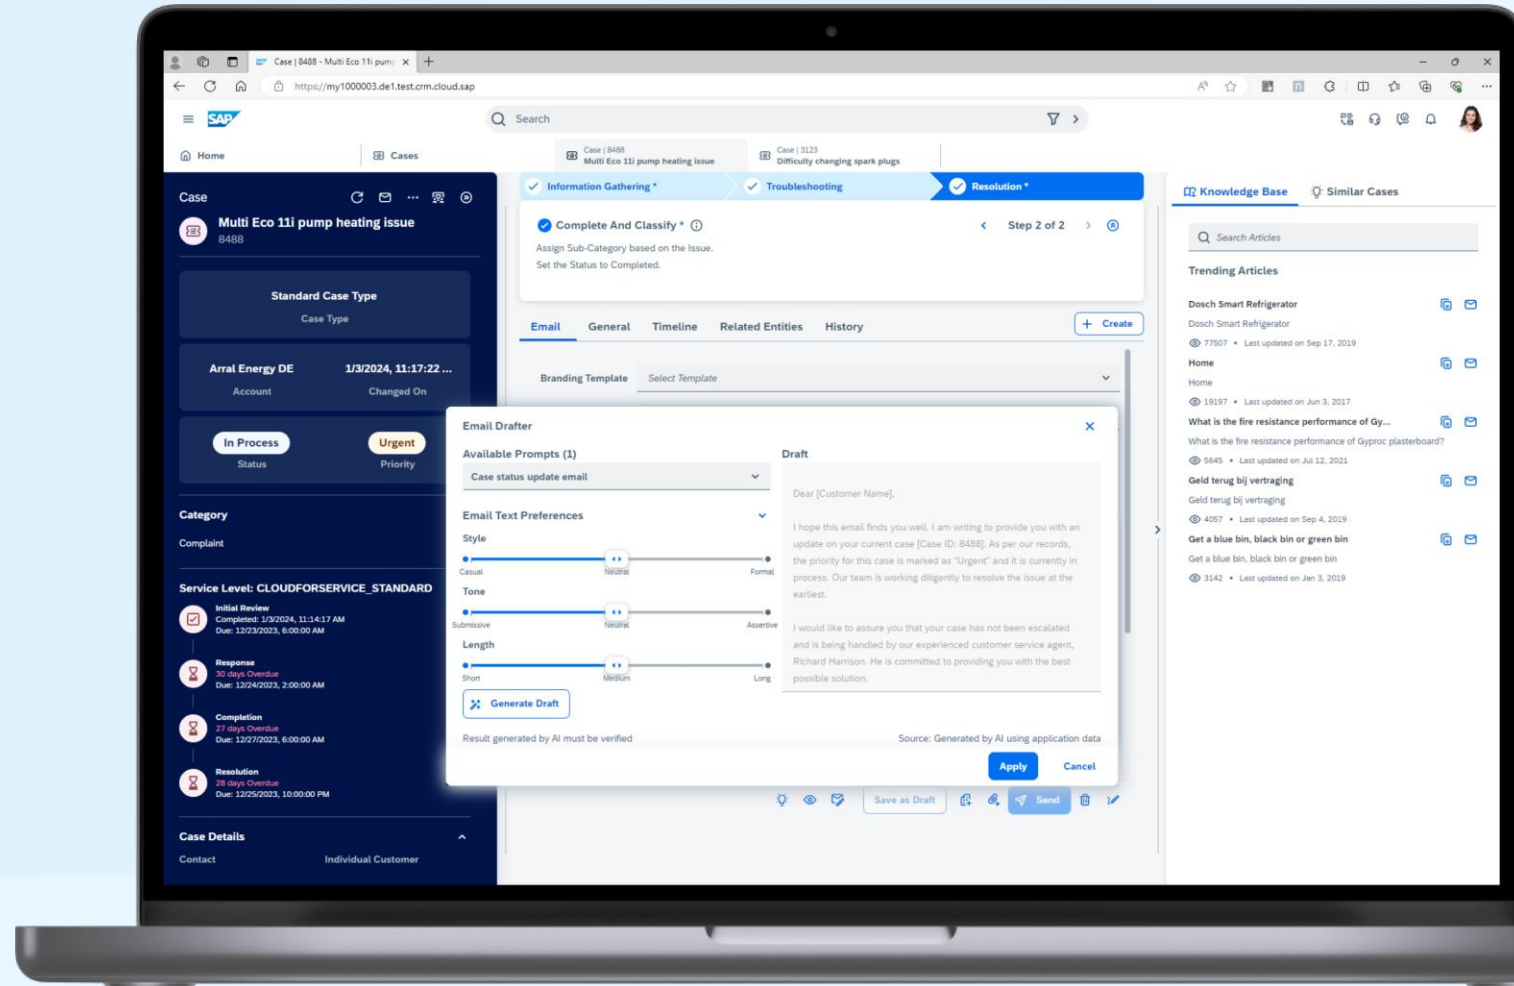 Case | 8488 - Multi Eco 11i pump
https://my1000003.de1.test.crm.cloud.sap
SAP
Search
Home
Cases
Case | 8488
Multi Eco 11i pump heating issue
Case | 3123
Difficulty changing spark plugs
Case
Multi Eco 11i pump heating issue
8488
Standard Case Type
Case Type
Arral Energy DE
Account
1/3/2024, 11:17:22 ...
Changed On
In Process
Status
Urgent
Priority
Category
Complaint
Service Level: CLOUDFORSERVICE_STANDARD
Initial Review
Completed: 1/3/2024, 11:14:17 AM
Due: 12/23/2023, 6:00:00 AM
Response
30 days Overdue
Due: 12/24/2023, 2:00:00 AM
Completion
27 days Overdue
Due: 12/27/2023, 6:00:00 AM
Resolution
28 days Overdue
Due: 12/25/2023, 10:00:00 PM
Case Details
Contact
Individual Customer
Information Gathering *
Troubleshooting
Resolution *
Complete And Classify *
Step 2 of 2
Assign Sub-Category based on the Issue.
Set the Status to Completed.
Email
General
Timeline
Related Entities
History
+ Create
Branding Template
Select Template
Email Drafter
Available Prompts (1)
Case status update email
Email Text Preferences
Style
Casual
Neutral
Formal
Tone
Submissive
Neutral
Assertive
Length
Short
Medium
Long
Generate Draft
Result generated by AI must be verified
Draft
Dear [Customer Name],
I hope this email finds you well. I am writing to provide you with an
update on your current case [Case ID: 8488]. As per our records,
the priority for this case is marked as "Urgent" and it is currently in
process. Our team is working diligently to resolve the issue at the
earliest.
I would like to assure you that your case has not been escalated
and is being handled by our experienced customer service agent,
Richard Harrison. He is committed to providing you with the best
possible solution.
Source: Generated by AI using application data
Apply
Cancel
Save as Draft
Send
Knowledge Base
Similar Cases
Search Articles
Trending Articles
Dosch Smart Refrigerator
Dosch Smart Refrigerator
77507 • Last updated on Sep 17, 2019
Home
Home
19197 • Last updated on Jun 3, 2017
What is the fire resistance performance of Gy...
What is the fire resistance performance of Gyproc plasterboard?
5645 • Last updated on Jul 12, 2021
Geld terug bij vertraging
Geld terug bij vertraging
4057 • Last updated on Sep 4, 2019
Get a blue bin, black bin or green bin
Get a blue bin, black bin or green bin
3142 • Last updated on Jan 3, 2019